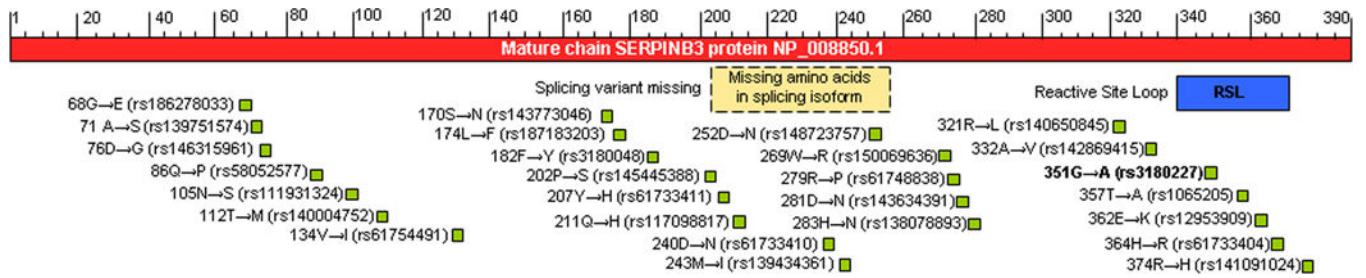 1 20 40 60 80 100 120 140 160 180 200 220 240 260 280 300 320 340 360 390
Mature chain SERPINB3 protein NP_008850.1
Splicing variant missing
Missing amino acids
in splicing isoform
Reactive Site Loop
RSL
68G→E (rs186278033)
71 A→S (rs139751574)
76D→G (rs146315961)
86Q→P (rs58052577)
105N→S (rs111931324)
112T→M (rs140004752)
134V→I (rs61754491)
170S→N (rs143773046)
174L→F (rs187183203)
182F→Y (rs3180048)
202P→S (rs145445388)
207Y→H (rs61733411)
211Q→H (rs117098817)
240D→N (rs61733410)
243M→I (rs139434361)
252D→N (rs148723757)
269W→R (rs150069636)
279R→P (rs61748838)
281D→N (rs143634391)
283H→N (rs138078893)
321R→L (rs140650845)
332A→V (rs142869415)
351G→A (rs3180227)
357T→A (rs1065205)
362E→K (rs12953909)
364H→R (rs61733404)
374R→H (rs141091024)